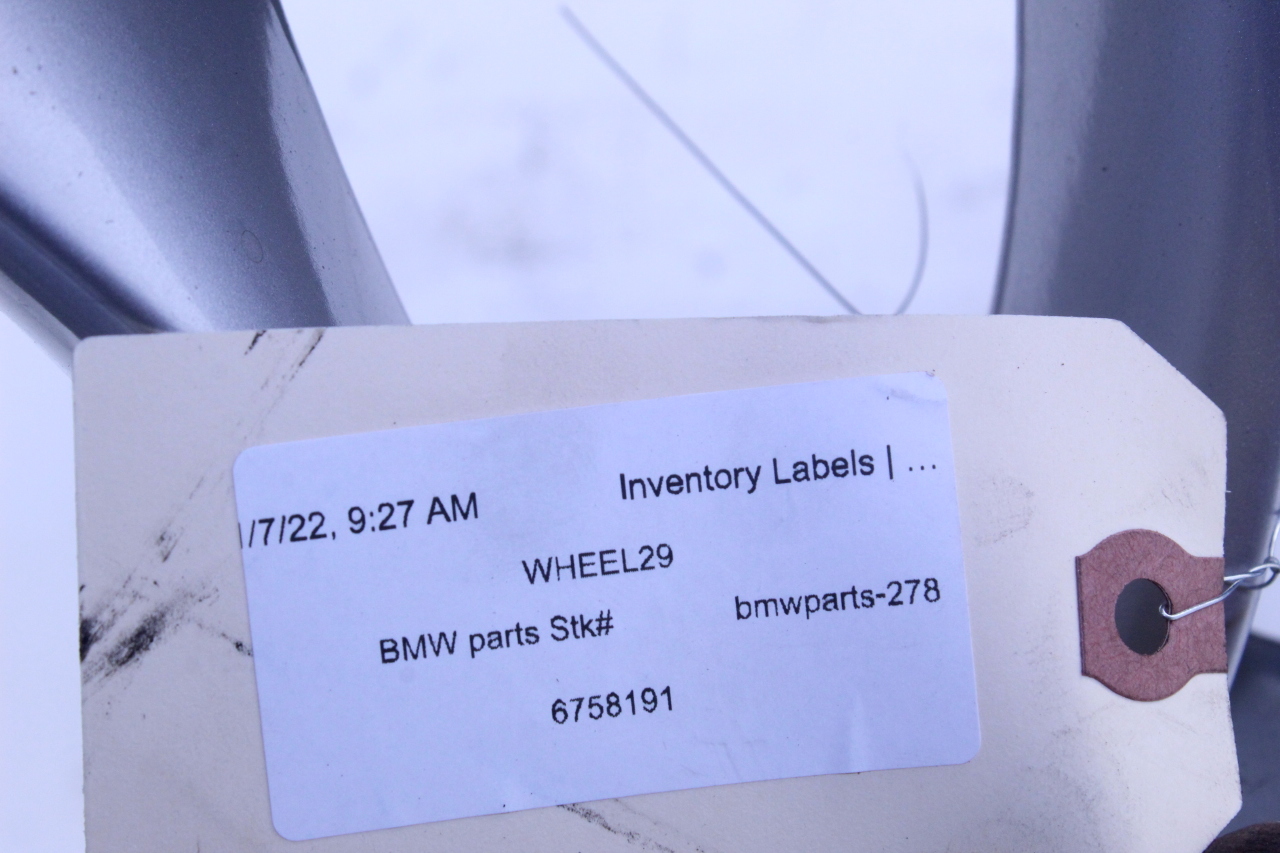 /7/22, 9:27 AM Inventory Labels | ...
WHEEL29
BMW parts Stk# bmwparts-278
6758191